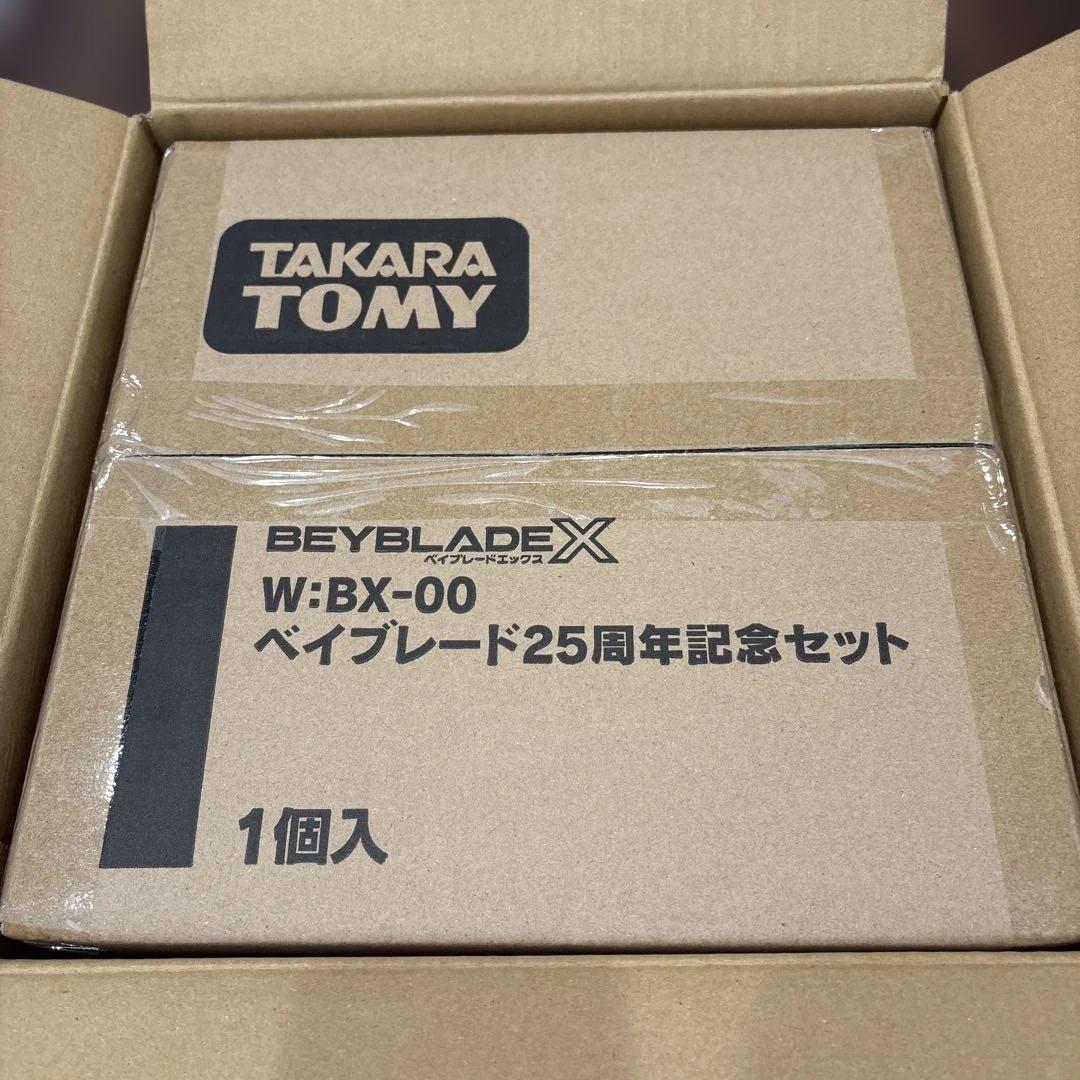 TAKARA
TOMY
BEYBLADE X
ベイブレードエックス
W:BX-00
ベイブレード25周年記念セット
1個入